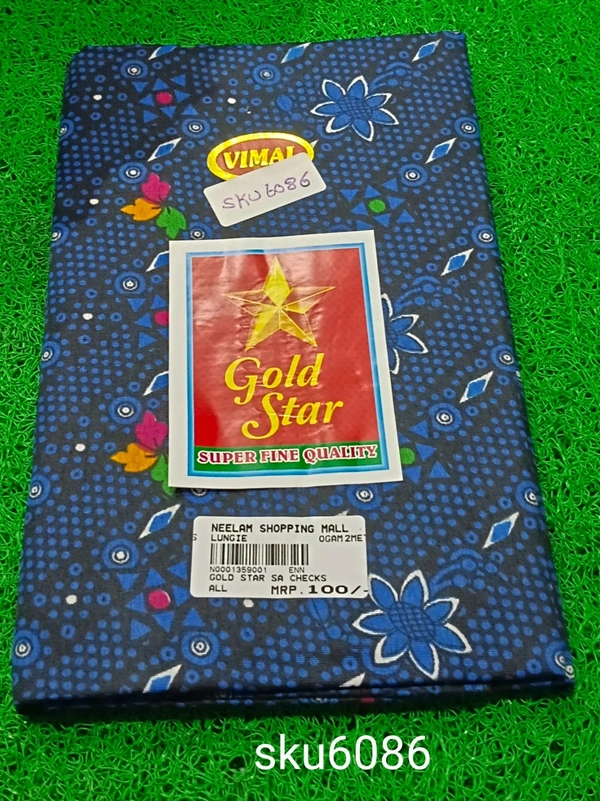 VIMAL
SKU6086
Gold
Star
SUPER FINE QUALITY
NEELAM SHOPPING MALL
LUNGIE
N0001359001 ENN
GOLD STAR SA CHECKS
ALL MRP.100/-
sku6086